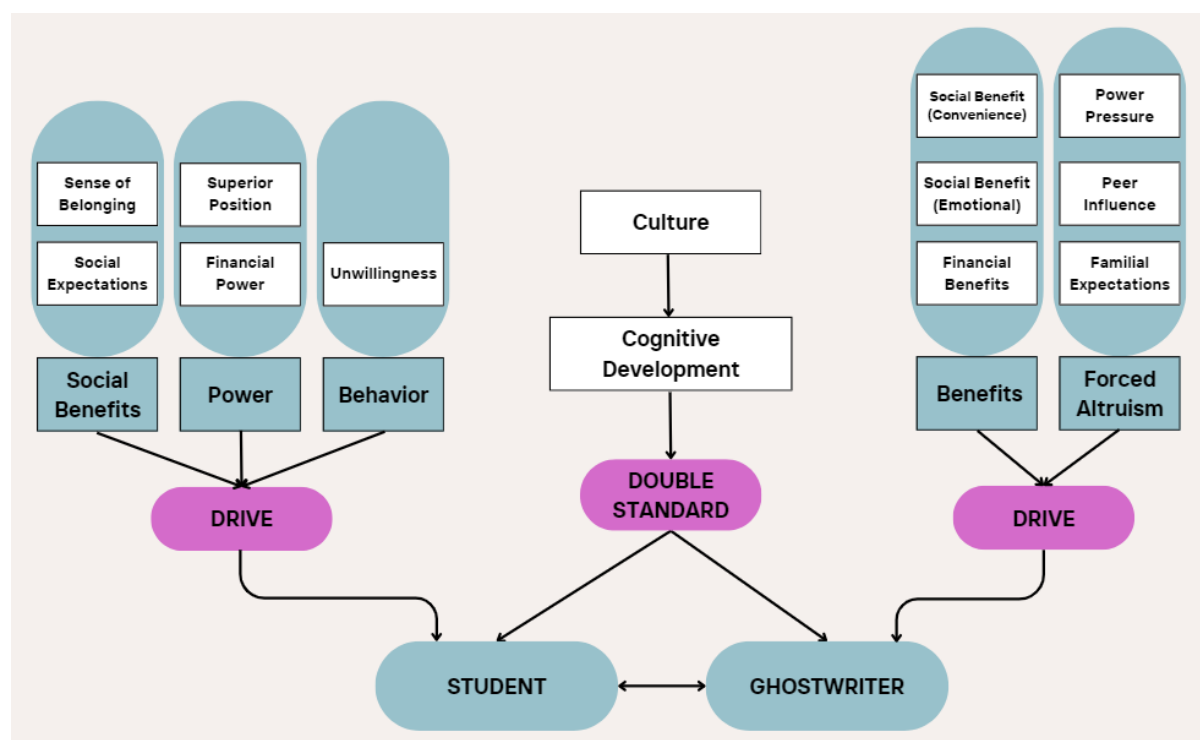 Sense of
Belonging
Social
Expectations
Social
Benefits
Superior
Position
Financial
Power
Power
Unwillingness
Behavior
DRIVE
Culture
Cognitive
Development
DOUBLE
STANDARD
Social Benefit
(Convenience)
Social Benefit
(Emotional)
Financial
Benefits
Benefits
Power
Pressure
Peer
Influence
Familial
Expectations
Forced
Altruism
DRIVE
STUDENT
GHOSTWRITER